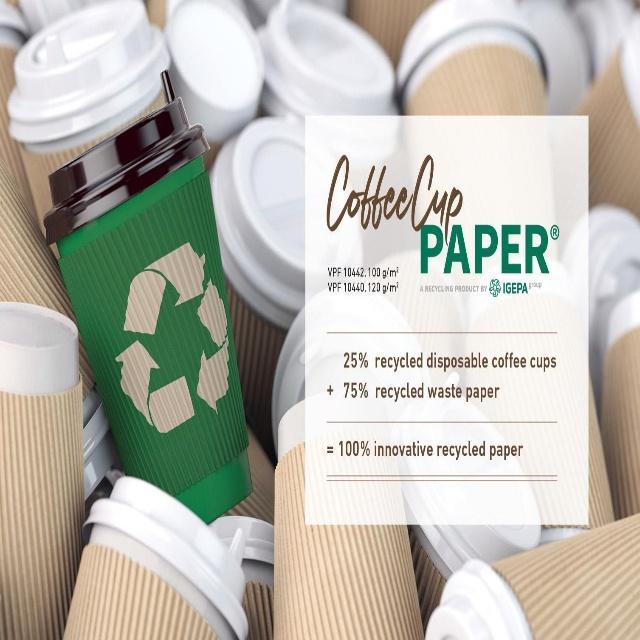 CoffeeCup
PAPER®
VPF 10442, 100 g/m²
VPF 10440, 120 g/m²
A RECYCLING PRODUCT BY IGEPA group
25% recycled disposable coffee cups
+ 75% recycled waste paper
= 100% innovative recycled paper